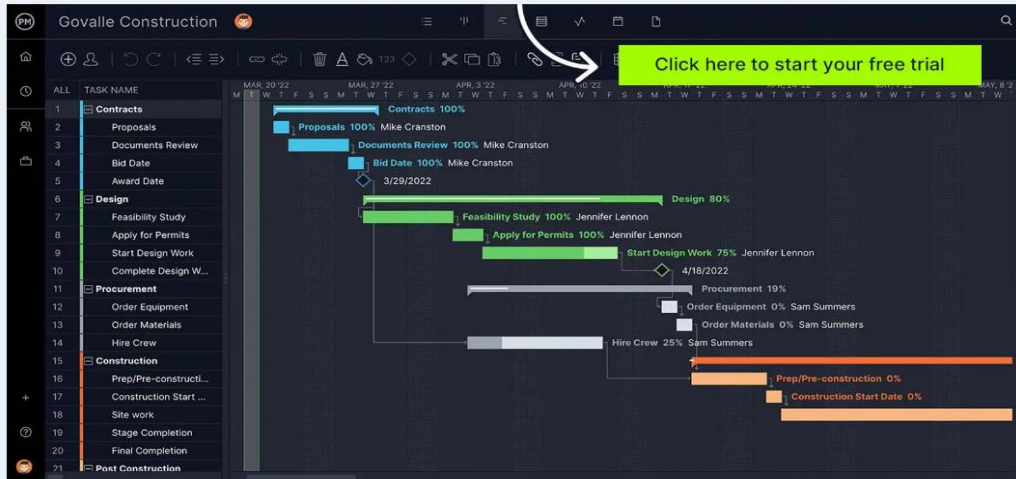 PM Govalle Construction
123
Click here to start your free trial
ALL TASK NAME
MAR, 20 '22 MAR, 27 '22 APR, 3 '22 APR, 10 '22 MAY, 8 '2
M T W T F S S M T W T F S S M T W T F S S M T W T F S S M T W T F S S M T W T F S S M T W T F S S M T W
1 Contracts Contracts 100%
2 Proposals Proposals 100% Mike Cranston
3 Documents Review Documents Review 100% Mike Cranston
4 Bid Date Bid Date 100% Mike Cranston
5 Award Date 3/29/2022
6 Design Design 80%
7 Feasibility Study Feasibility Study 100% Jennifer Lennon
8 Apply for Permits Apply for Permits 100% Jennifer Lennon
9 Start Design Work Start Design Work 75% Jennifer Lennon
10 Complete Design W... 4/18/2022
11 Procurement Procurement 19%
12 Order Equipment Order Equipment 0% Sam Summers
13 Order Materials Order Materials 0% Sam Summers
14 Hire Crew Hire Crew 25% Sam Summers
15 Construction
16 Prep/Pre-constructi... Prep/Pre-construction 0%
17 Construction Start ... Construction Start Date 0%
18 Site work
19 Stage Completion
20 Final Completion
21 Post Construction